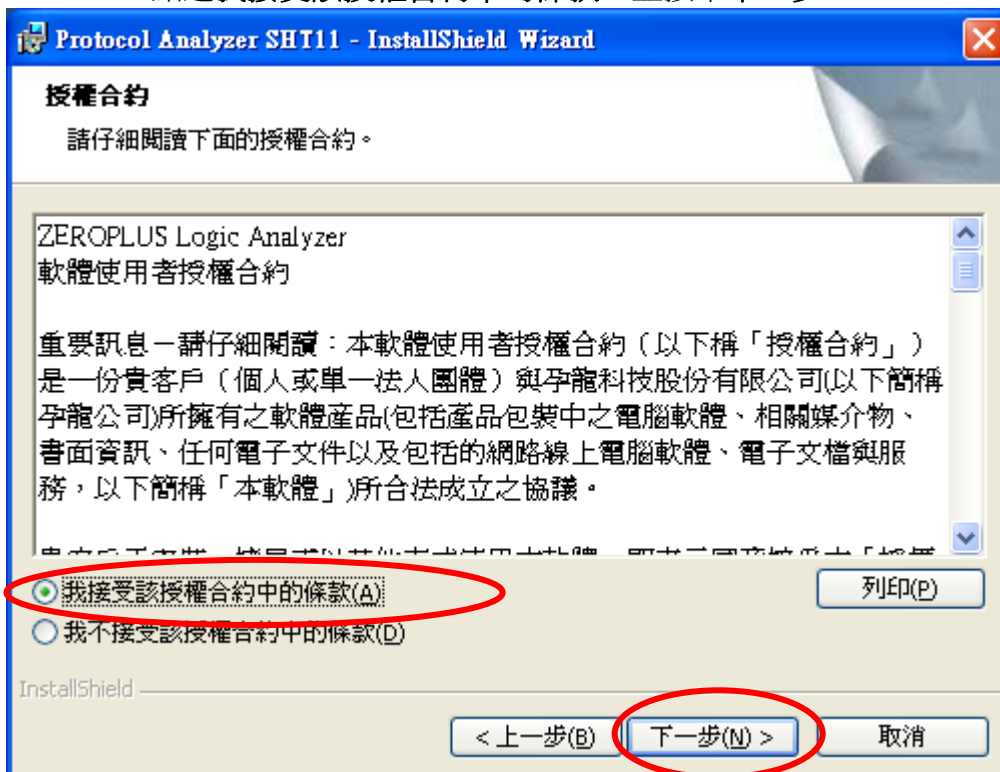 Protocol Analyzer SHT11 - InstallShield Wizard
授權合約
請仔細閱讀下面的授權合約。
ZEROPLUS Logic Analyzer
軟體使用者授權合約
重要訊息－請仔細閱讀：本軟體使用者授權合約（以下稱「授權合約」）
是一份貴客戶（個人或單一法人團體）與孕龍科技股份有限公司(以下簡稱
孕龍公司)所擁有之軟體產品(包括產品包裝中之電腦軟體、相關媒介物、
書面資訊、任何電子文件以及包括的網路線上電腦軟體、電子文檔與服
務，以下簡稱「本軟體」)所合法成立之協議。
我接受該授權合約中的條款(A)
列印(P)
我不接受該授權合約中的條款(D)
InstallShield
< 上一步(B)
下一步(N) >
取消